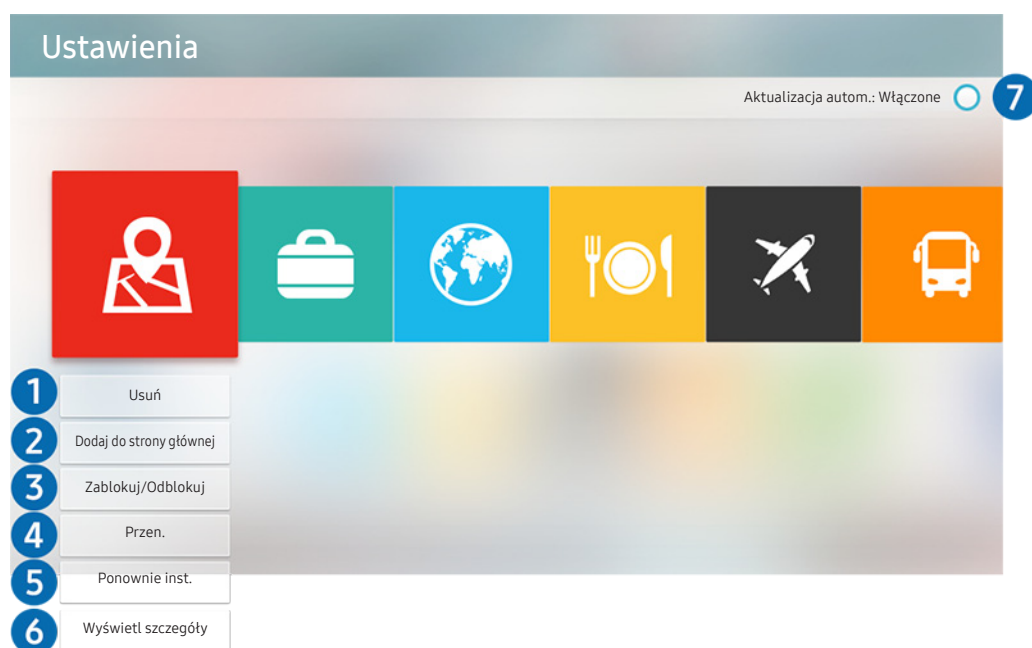 Ustawienia
Aktualizacja autom.: Włączone
7
1
Usuń
2
Dodaj do strony głównej
3
Zablokuj/Odblokuj
4
Przen.
5
Ponownie inst.
6
Wyświetl szczegóły